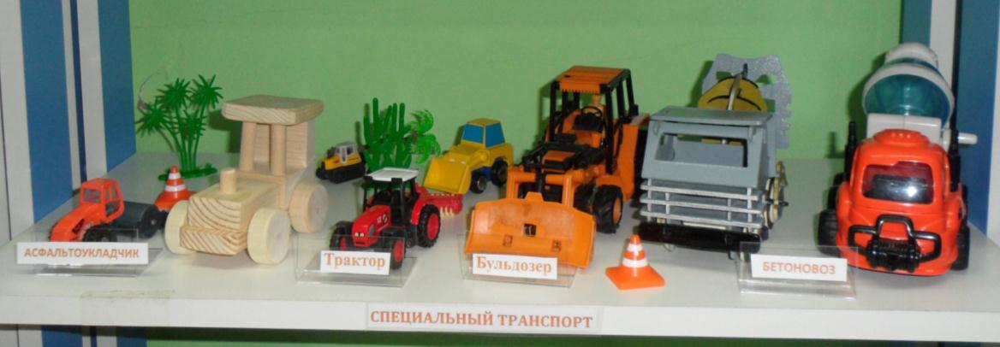 АСФАЛЬТОУКЛАДЧИК
Трактор
Бульдозер
БЕТОНОВОЗ
СПЕЦИАЛЬНЫЙ ТРАНСПОРТ